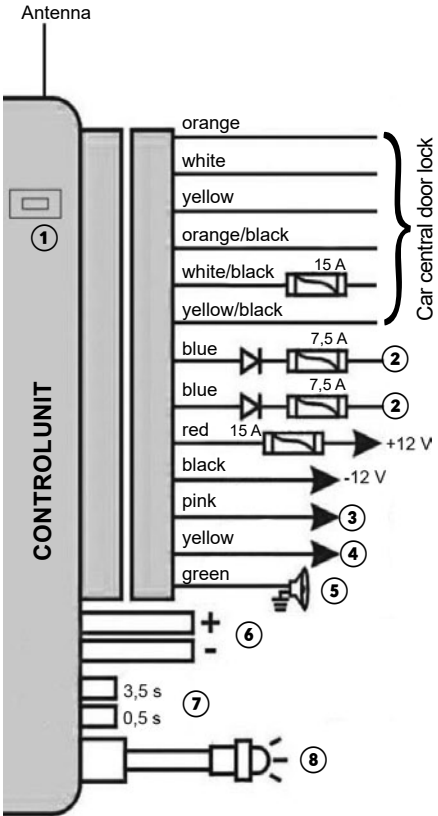 Antenna
orange
white
yellow
orange/black
white/black 15 A
yellow/black
Car central door lock
1
blue 7,5 A 2
blue 7,5 A 2
red 15 A +12 V
black -12 V
pink 3
yellow 4
green 5
CONTROLUNIT
+ 6
-
3,5 s 7
0,5 s
8